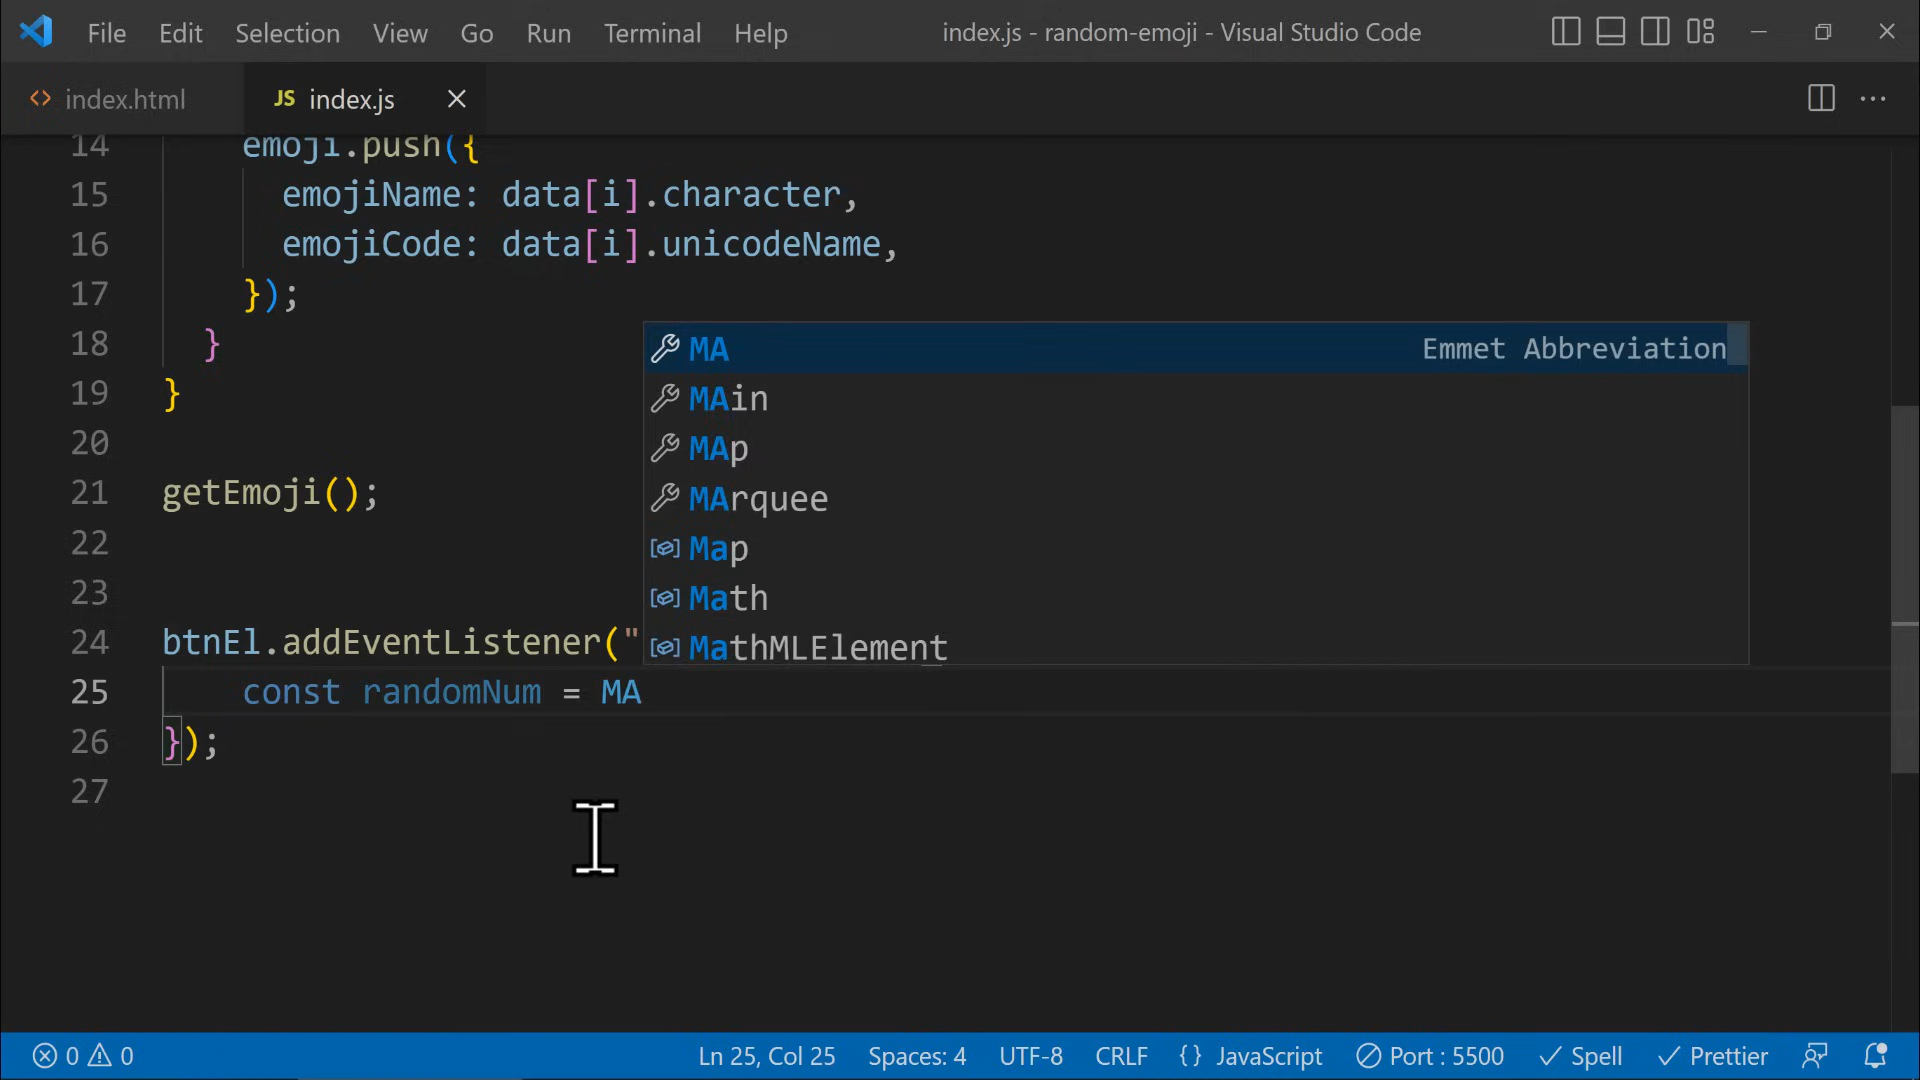 File Edit Selection View Go Run Terminal Help index.js - random-emoji - Visual Studio Code
index.html JS index.js
14 emoji.push({
15 emojiName: data[i].character,
16 emojiCode: data[i].unicodeName,
17 });
18 }
19 }
20
21 getEmoji();
22
23
24 btnEl.addEventListener("
25 const randomNum = MA
26 });
27
MA Emmet Abbreviation
MAin
MAp
MArquee
Map
Math
MathMLElement
0 0 Ln 25, Col 25 Spaces: 4 UTF-8 CRLF {} JavaScript Port : 5500 Spell Prettier